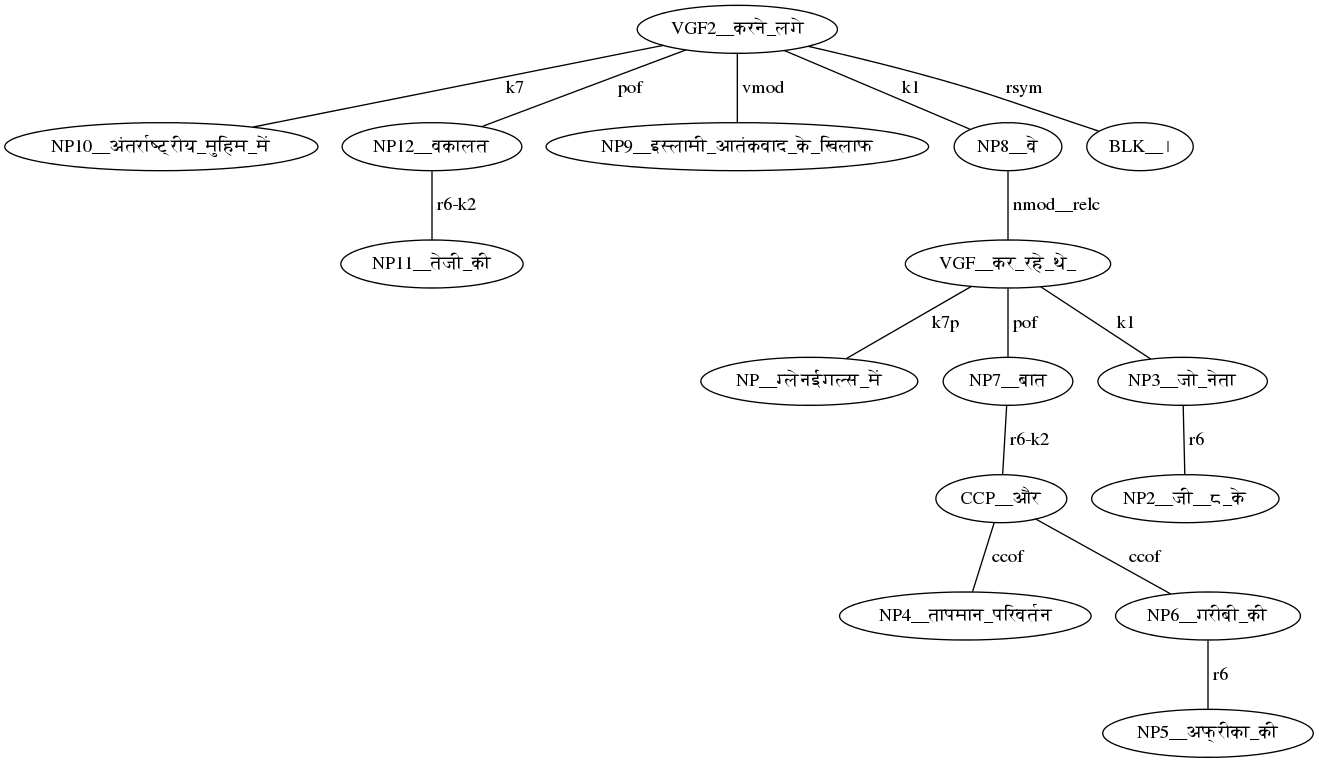 VGF2__करने_लगे
k7 pof vmod k1 rsym
NP10__अंतर्राष्ट्रीय_मुहिम_में NP12__वकालत NP9__इस्लामी_आतंकवाद_के_खिलाफ NP8__वे BLK__।
r6-k2 nmod__relc
NP11__तेजी_की VGF__कर_रहे_थे_
k7p pof k1
NP__ग्लेनईगल्स_में NP7__बात NP3__जो_नेता
r6-k2 r6
CCP__और NP2__जी__८_के
ccof ccof
NP4__तापमान_परिवर्तन NP6__गरीबी_की
r6
NP5__अफ्रीका_की